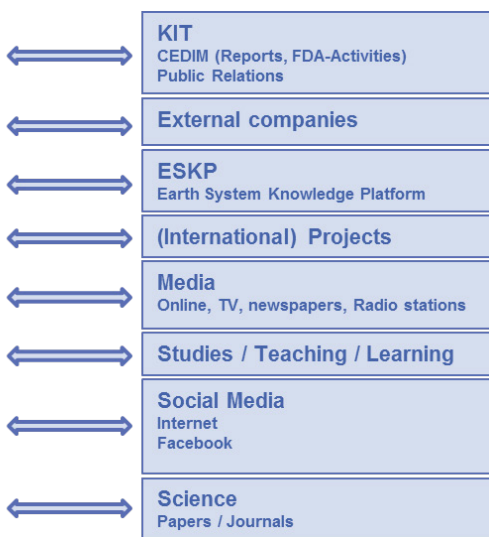 KIT
CEDIM (Reports, FDA-Activities)
Public Relations
External companies
ESKP
Earth System Knowledge Platform
(International) Projects
Media
Online, TV, newspapers, Radio stations
Studies / Teaching / Learning
Social Media
Internet
Facebook
Science
Papers / Journals